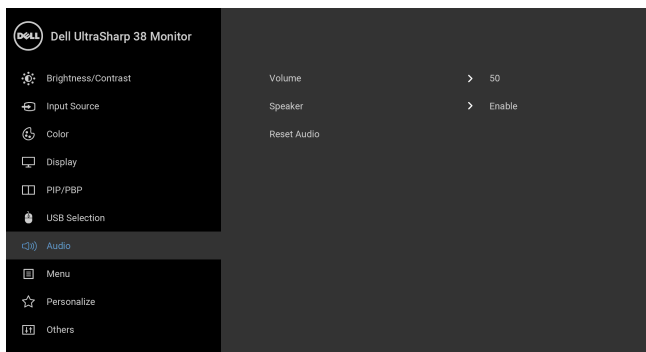 DELL Dell UltraSharp 38 Monitor
Brightness/Contrast
Volume 50
Input Source
Speaker Enable
Color
Reset Audio
Display
PIP/PBP
USB Selection
Audio
Menu
Personalize
Others